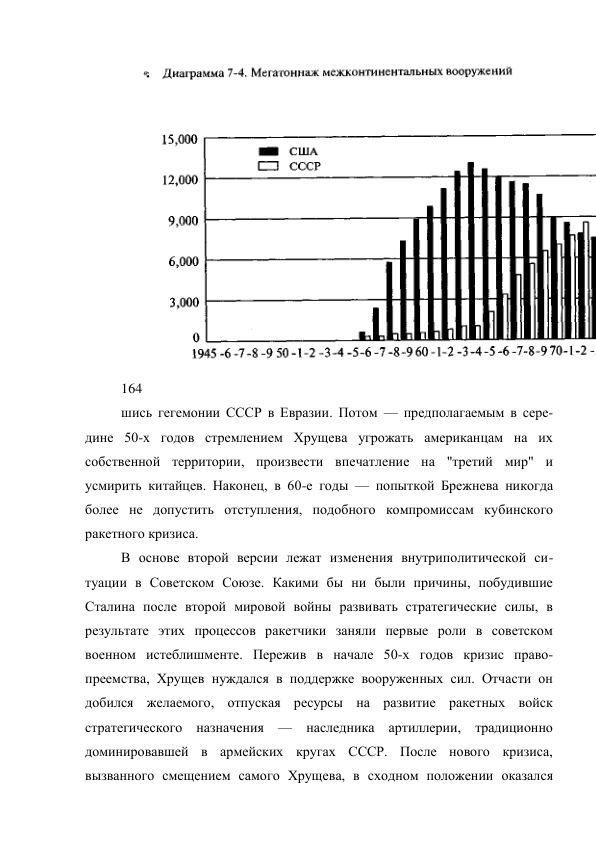 Диаграмма 7-4. Мегатоннаж межконтинентальных вооружений
15,000
США
СССР
12,000
9,000
6,000
3,000
0
1945 -6 -7 -8 -9 50 -1 -2 -3 -4 -5 -6 -7 -8 -9 60 -1 -2 -3 -4 -5 -6 -7 -8 -9 70 -1 -2 -
164
шись гегемонии СССР в Евразии. Потом — предполагаемым в сере-
дине 50-х годов стремлением Хрущева угрожать американцам на их
собственной территории, произвести впечатление на "третий мир" и
усмирить китайцев. Наконец, в 60-е годы — попыткой Брежнева никогда
более не допустить отступления, подобного компромиссам кубинского
ракетного кризиса.
В основе второй версии лежат изменения внутриполитической си-
туации в Советском Союзе. Какими бы ни были причины, побудившие
Сталина после второй мировой войны развивать стратегические силы, в
результате этих процессов ракетчики заняли первые роли в советском
военном истеблишменте. Пережив в начале 50-х годов кризис право-
преемства, Хрущев нуждался в поддержке вооруженных сил. Отчасти он
добился желаемого, отпуская ресурсы на развитие ракетных войск
стратегического назначения — наследника артиллерии, традиционно
доминировавшей в армейских кругах СССР. После нового кризиса,
вызванного смещением самого Хрущева, в сходном положении оказался